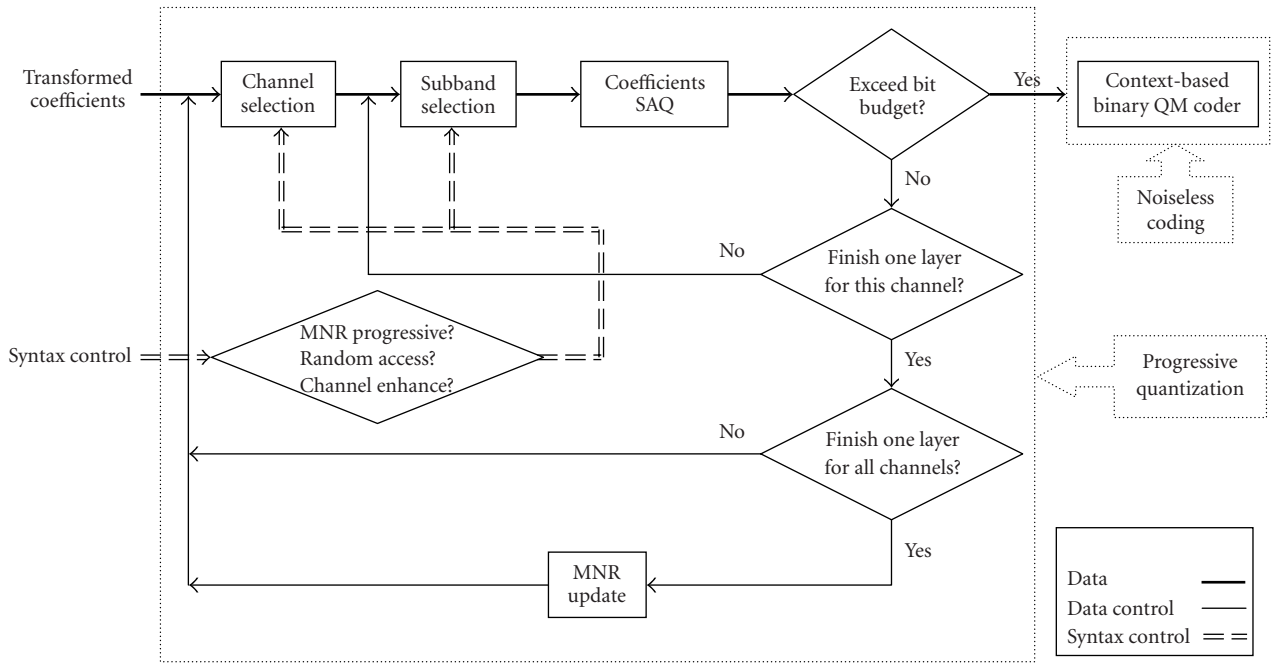 Transformed
coefficients
Channel
selection
Subband
selection
Coefficients
SAQ
Exceed bit
budget?
Yes
Context-based
binary QM coder
No
Noiseless
coding
No
Finish one layer
for this channel?
Syntax control
MNR progressive?
Random access?
Channel enhance?
Yes
Progressive
quantization
No
Finish one layer
for all channels?
Yes
MNR
update
Data
Data control
Syntax control